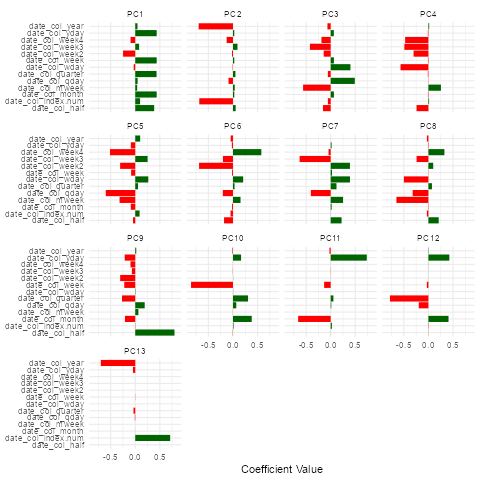 PC1 PC2 PC3 PC4
date_col_year
date_col_yday
date_col_week4
date_col_week3
date_col_week2
date_col_week
date_col_wday
date_col_quarter
date_col_qday
date_col_mweek
date_col_month
date_col_index.num
date_col_half
PC5 PC6 PC7 PC8
date_col_year
date_col_yday
date_col_week4
date_col_week3
date_col_week2
date_col_week
date_col_wday
date_col_quarter
date_col_qday
date_col_mweek
date_col_month
date_col_index.num
date_col_half
PC9 PC10 PC11 PC12
date_col_year
date_col_yday
date_col_week4
date_col_week3
date_col_week2
date_col_week
date_col_wday
date_col_quarter
date_col_qday
date_col_mweek
date_col_month
date_col_index.num
date_col_half
-0.5 0.0 0.5 -0.5 0.0 0.5 -0.5 0.0 0.5
PC13
date_col_year
date_col_yday
date_col_week4
date_col_week3
date_col_week2
date_col_week
date_col_wday
date_col_quarter
date_col_qday
date_col_mweek
date_col_month
date_col_index.num
date_col_half
-0.5 0.0 0.5
Coefficient Value